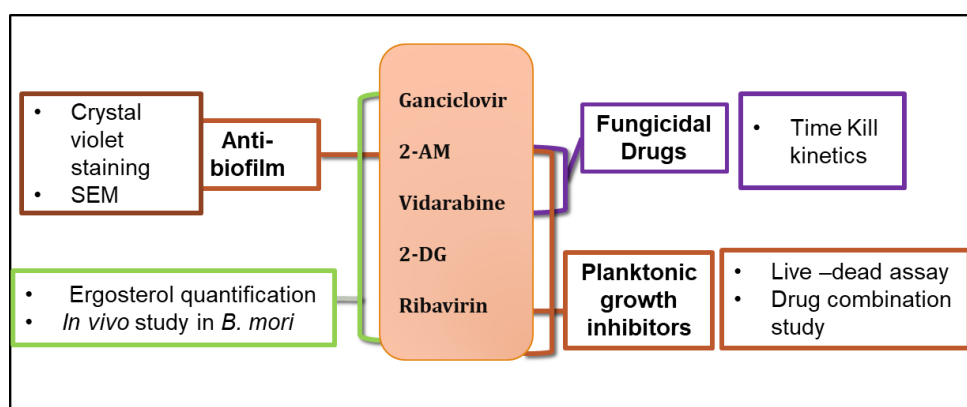 • Crystal
violet
staining
• SEM
Anti-
biofilm
• Ergosterol quantification
• In vivo study in B. mori
Ganciclovir
2-AM
Vidarabine
2-DG
Ribavirin
Fungicidal
Drugs
• Time Kill
kinetics
Planktonic
growth
inhibitors
• Live –dead assay
• Drug combination
study